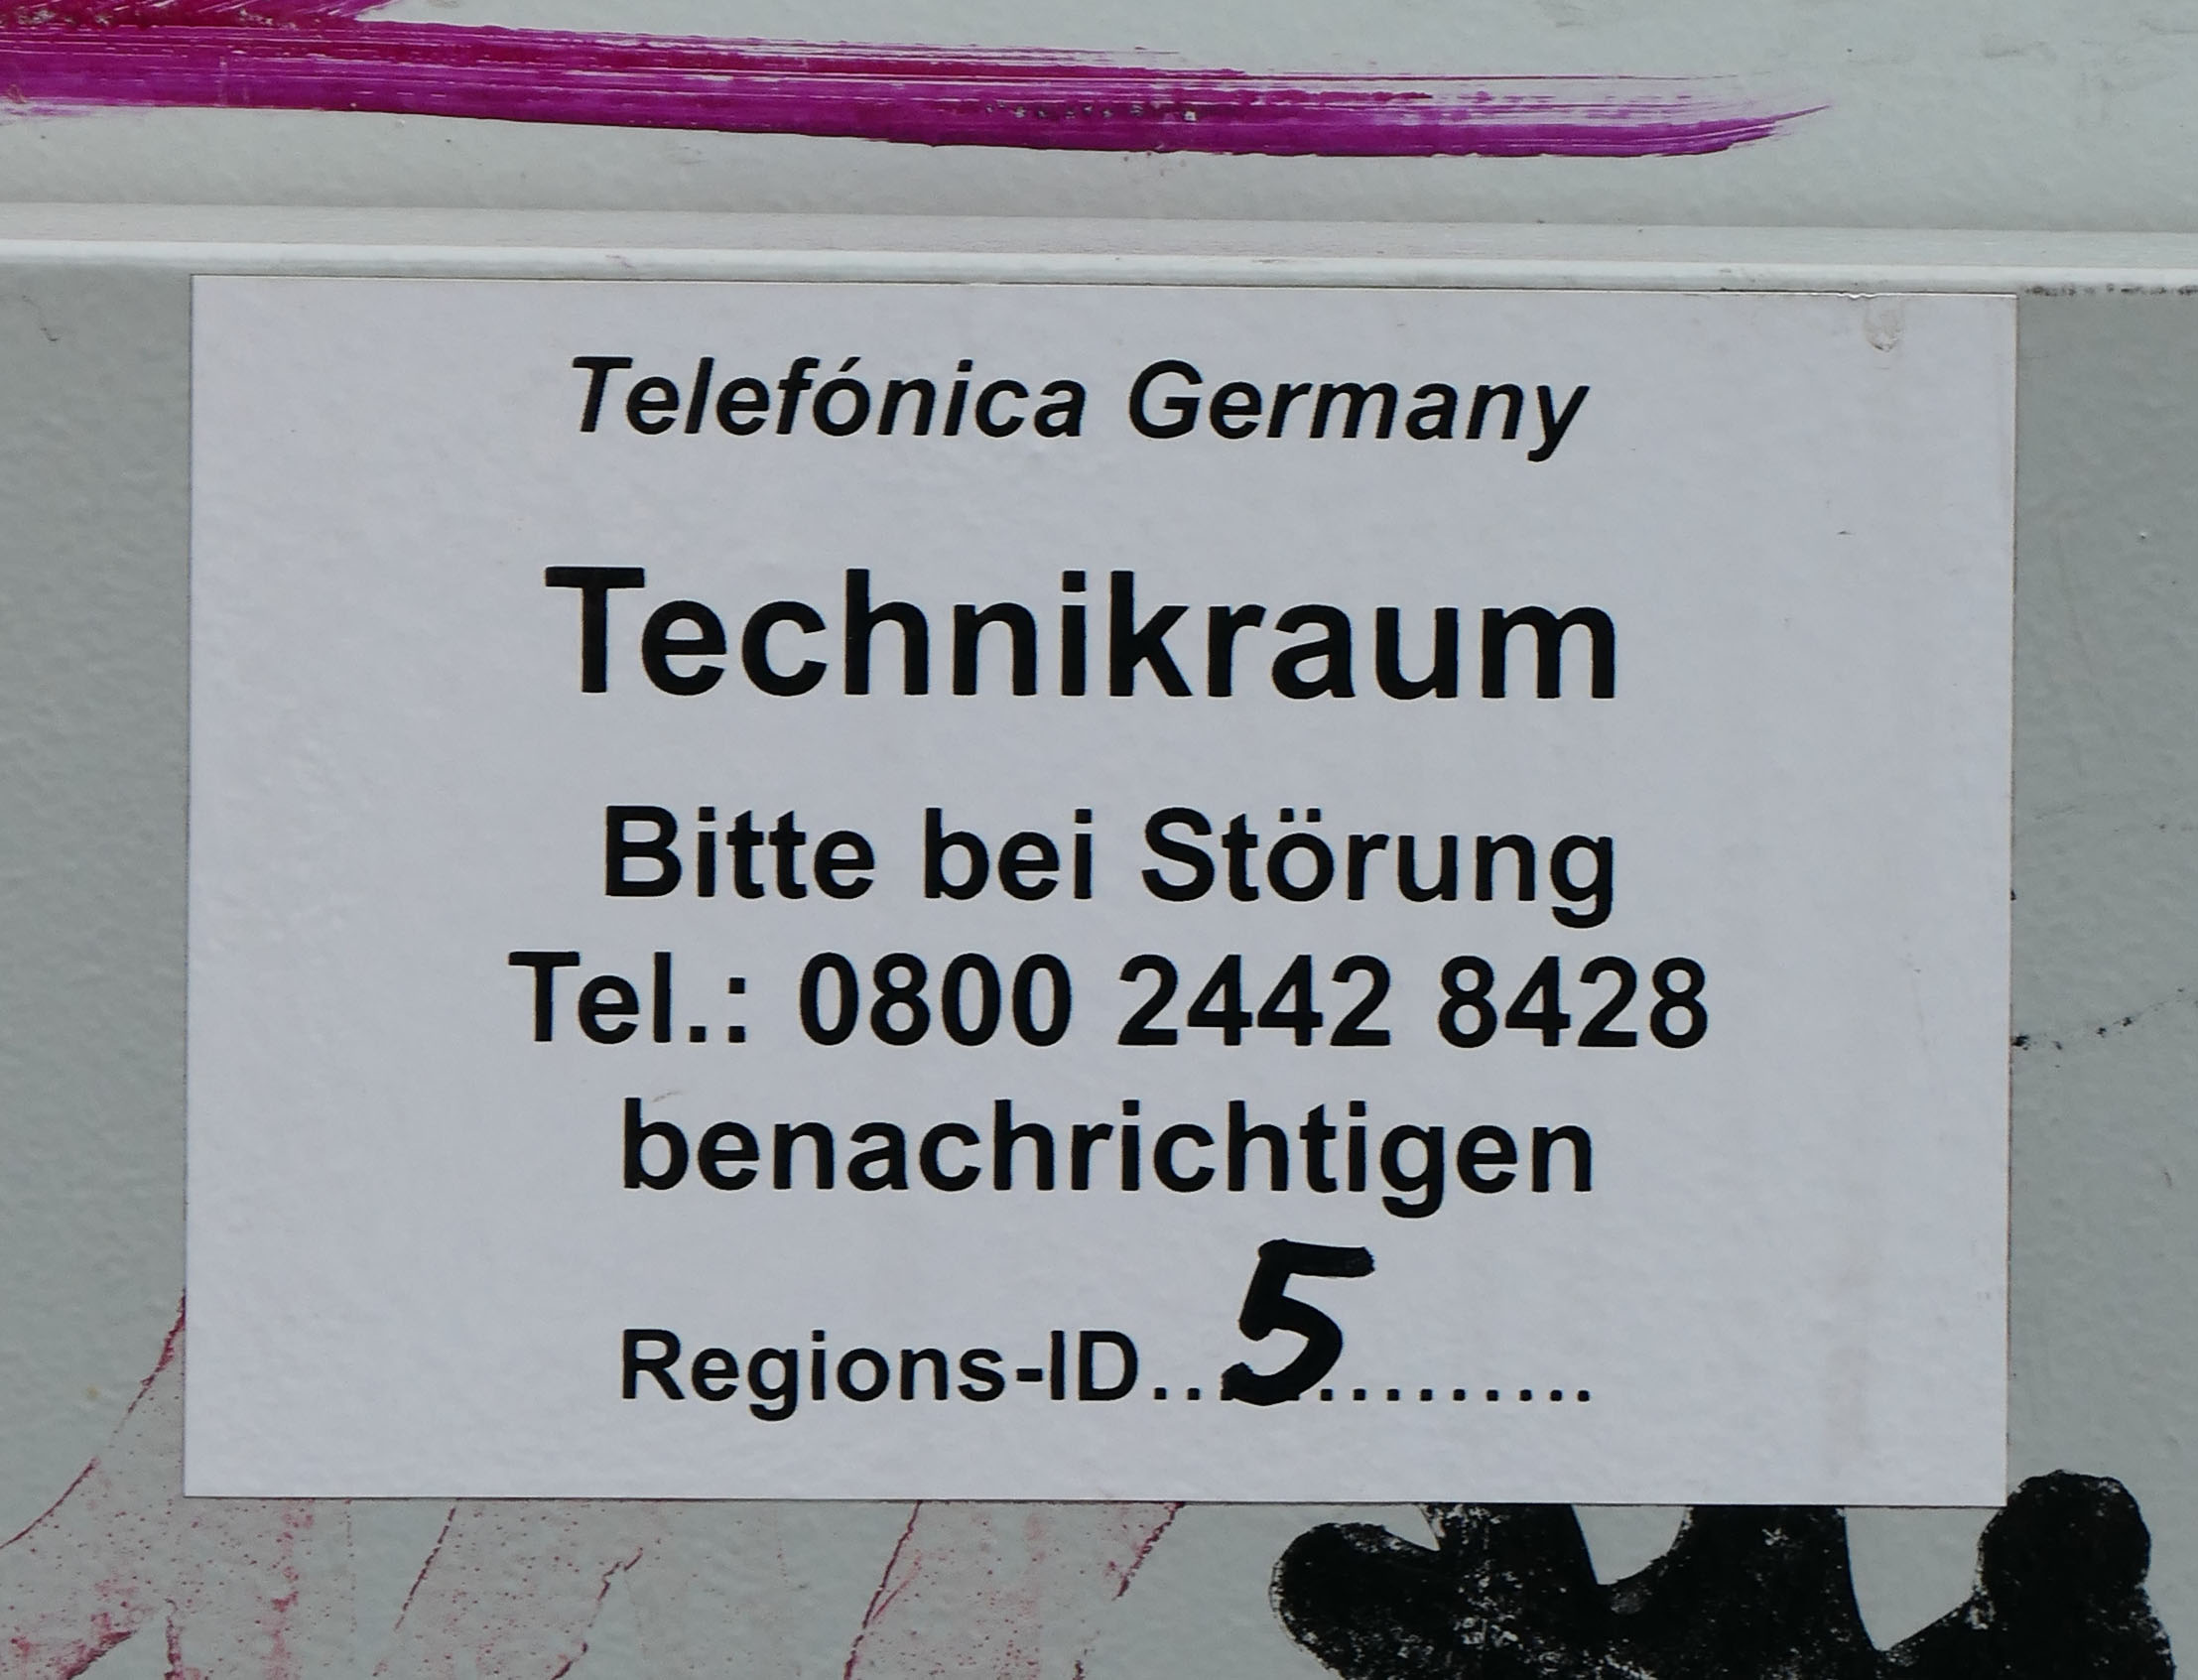 Telefónica Germany
Technikraum
Bitte bei Störung
Tel.: 0800 2442 8428
benachrichtigen
Regions-ID...5.........